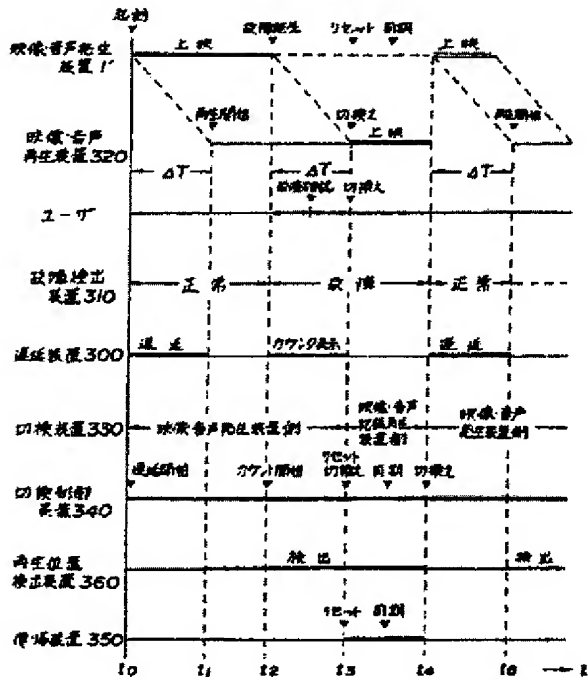 起動
故障発生 リセット 同期
上映 上映
映像・音声発生
装置1'
再生開始 切換え 再生開始
上映
映像・音声
再生装置320
ΔT ΔT ΔT
故障確認 切換え
ユーザ
正常 故障 正常
故障検出
装置310
遅延 カウンタ表示 遅延
遅延装置300
映像・音声発生装置側 映像・音声
記録再生
装置側 映像・音声
発生装置側
切換装置330
リセット
遅延開始 カウント開始 切換え 同期 切換え
切換制御
装置340
検出 検出
再生位置
検出装置360
リセット 同期
復帰装置350
t0 t1 t2 t3 t4 t5 t